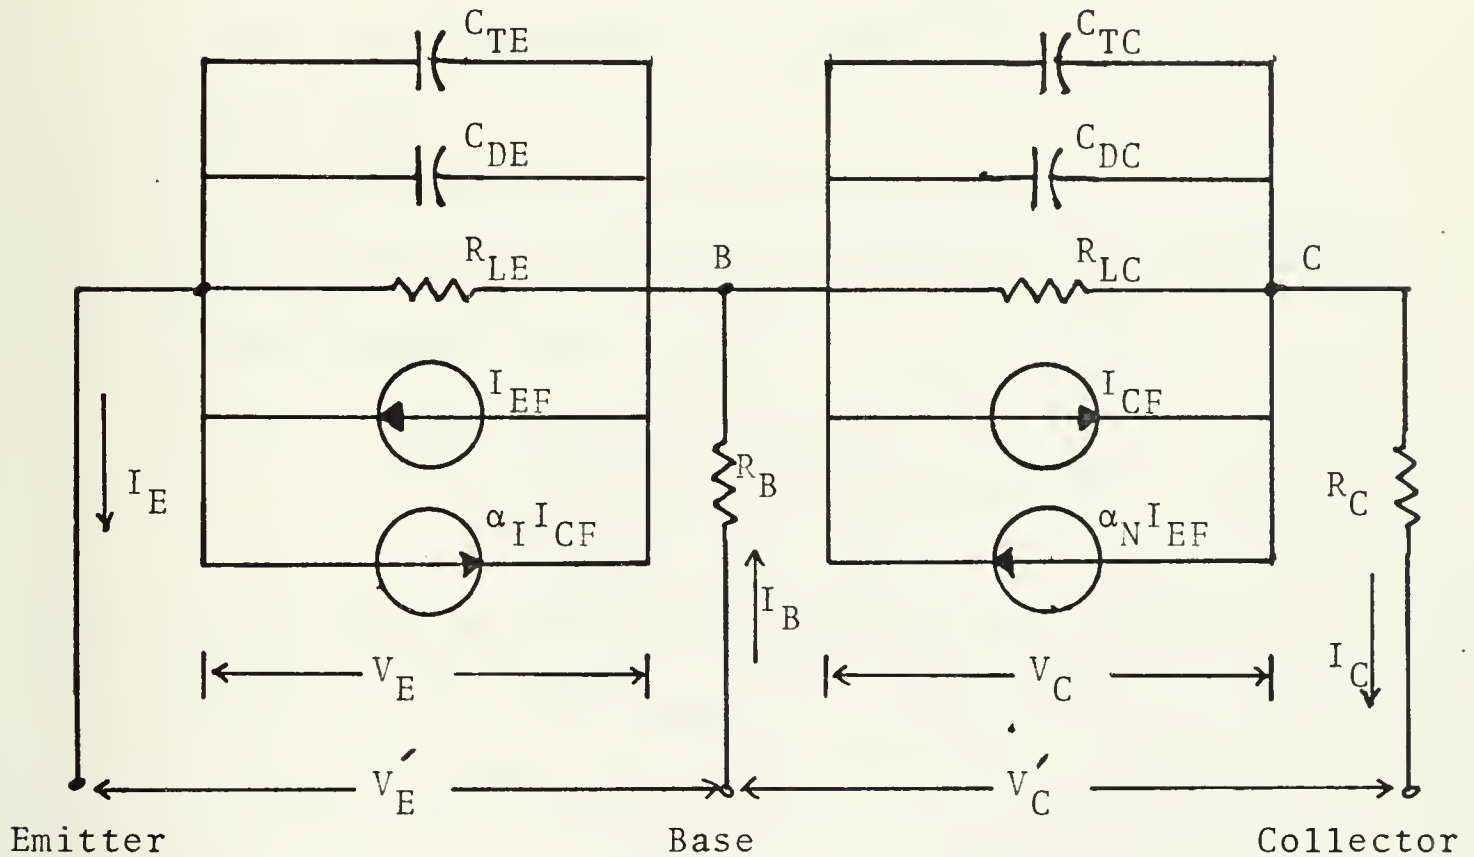 C_TE
C_TC
C_DE
C_DC
R_LE
B
R_LC
C
I_EF
I_CF
I_E
R_B
R_C
α_I I_CF
α_N I_EF
I_B
V_E
V_C
I_C
V_E′
V_C′
Emitter Base Collector